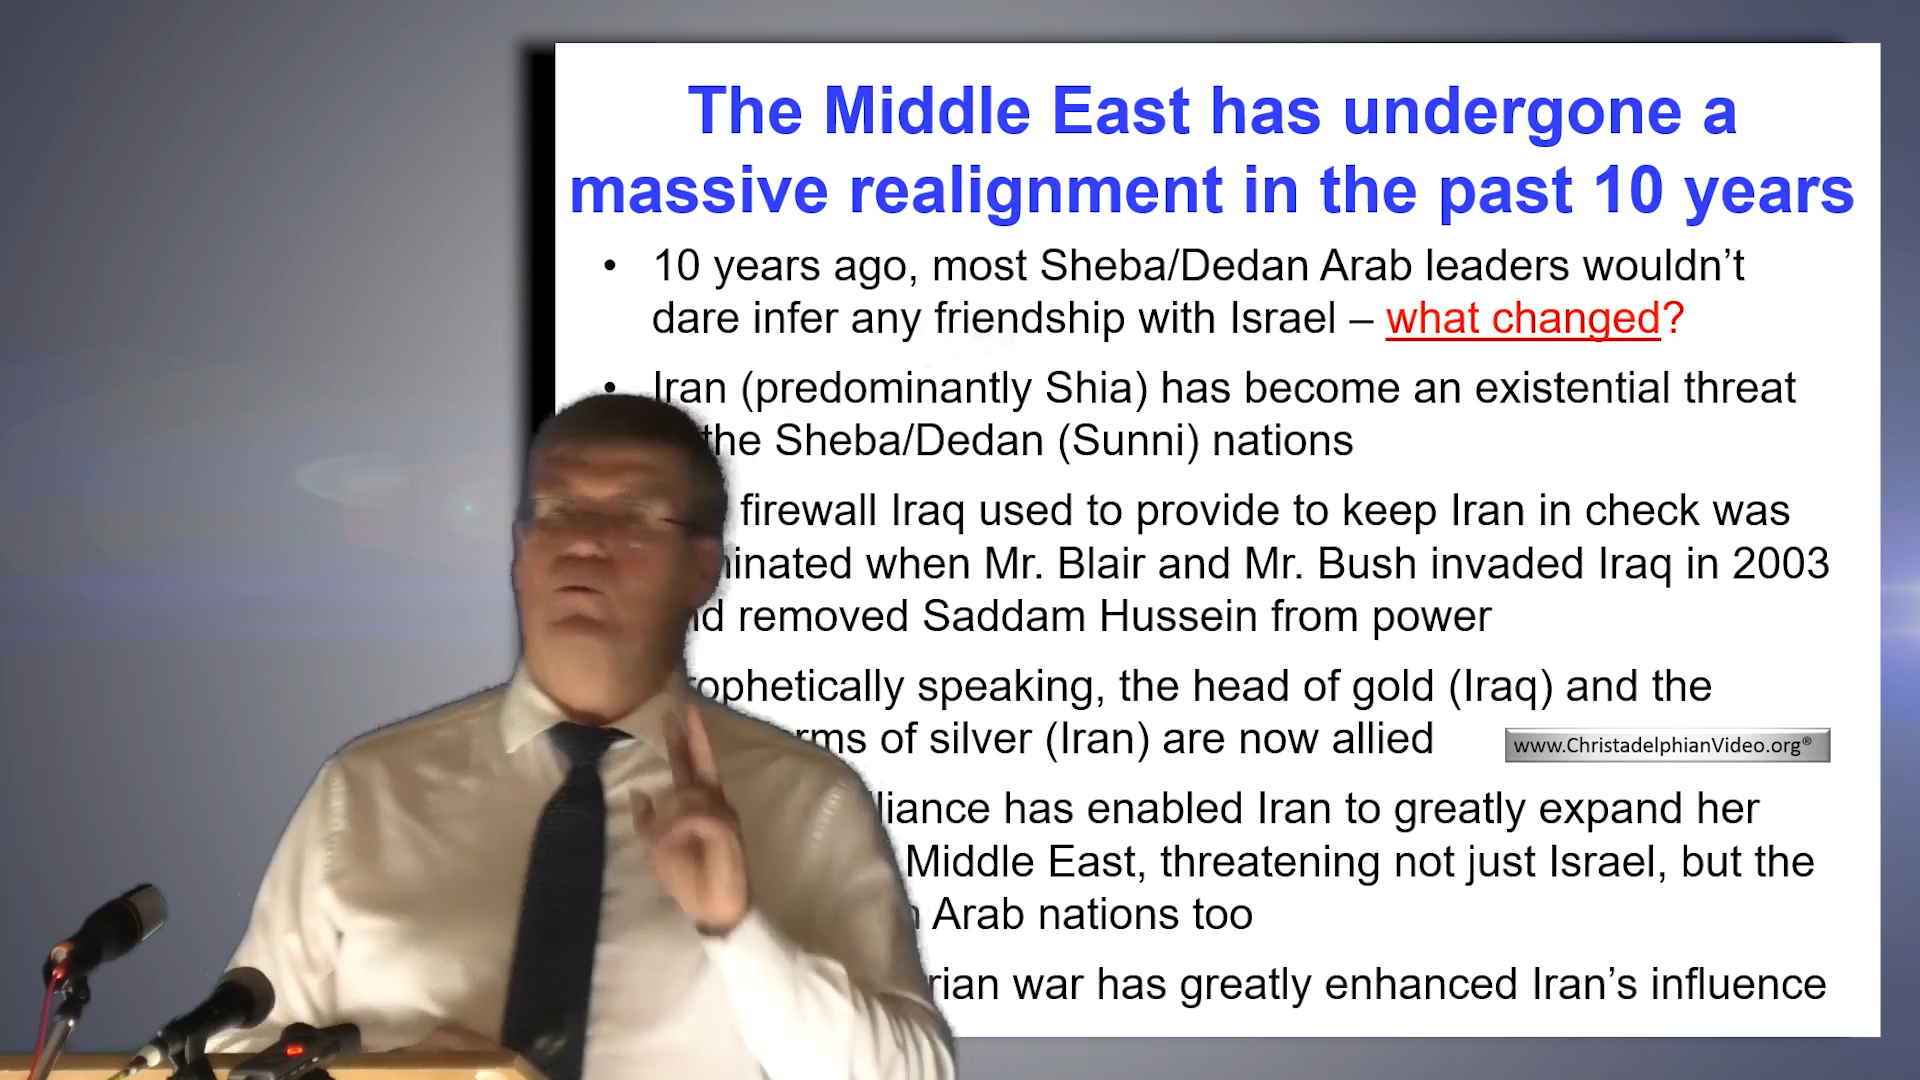 The Middle East has undergone a
massive realignment in the past 10 years
• 10 years ago, most Sheba/Dedan Arab leaders wouldn’t
dare infer any friendship with Israel – what changed?
• Iran (predominantly Shia) has become an existential threat
the Sheba/Dedan (Sunni) nations
firewall Iraq used to provide to keep Iran in check was
when Mr. Blair and Mr. Bush invaded Iraq in 2003
removed Saddam Hussein from power
speaking, the head of gold (Iraq) and the
of silver (Iran) are now allied
www.ChristadelphianVideo.org®
has enabled Iran to greatly expand her
Middle East, threatening not just Israel, but the
Arab nations too
war has greatly enhanced Iran’s influence